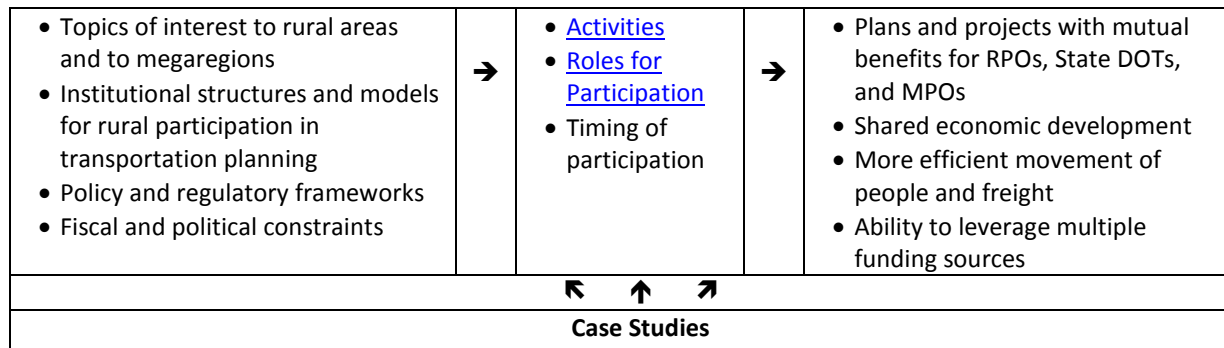 • Topics of interest to rural areas
and to megaregions
• Institutional structures and models
for rural participation in
transportation planning
• Policy and regulatory frameworks
• Fiscal and political constraints
➔
• Activities
• Roles for
Participation
• Timing of
participation
➔
• Plans and projects with mutual
benefits for RPOs, State DOTs,
and MPOs
• Shared economic development
• More efficient movement of
people and freight
• Ability to leverage multiple
funding sources
↖ ↑ ↗
Case Studies